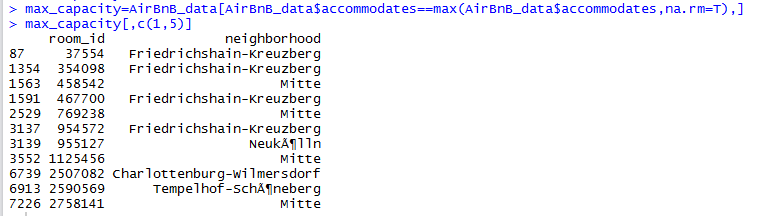 > max_capacity=AirBnB_data[AirBnB_data$accommodates==max(AirBnB_data$accommodates,na.rm=T),]
> max_capacity[,c(1,5)]
     room_id               neighborhood
87     37554   Friedrichshain-Kreuzberg
1354  354098   Friedrichshain-Kreuzberg
1563  458542                      Mitte
1591  467700   Friedrichshain-Kreuzberg
2529  769238                      Mitte
3137  954572   Friedrichshain-Kreuzberg
3139  955127                  NeukÃ¶lln
3552 1125456                      Mitte
6739 2507082 Charlottenburg-Wilmersdorf
6913 2590569      Tempelhof-SchÃ¶neberg
7226 2758141                      Mitte